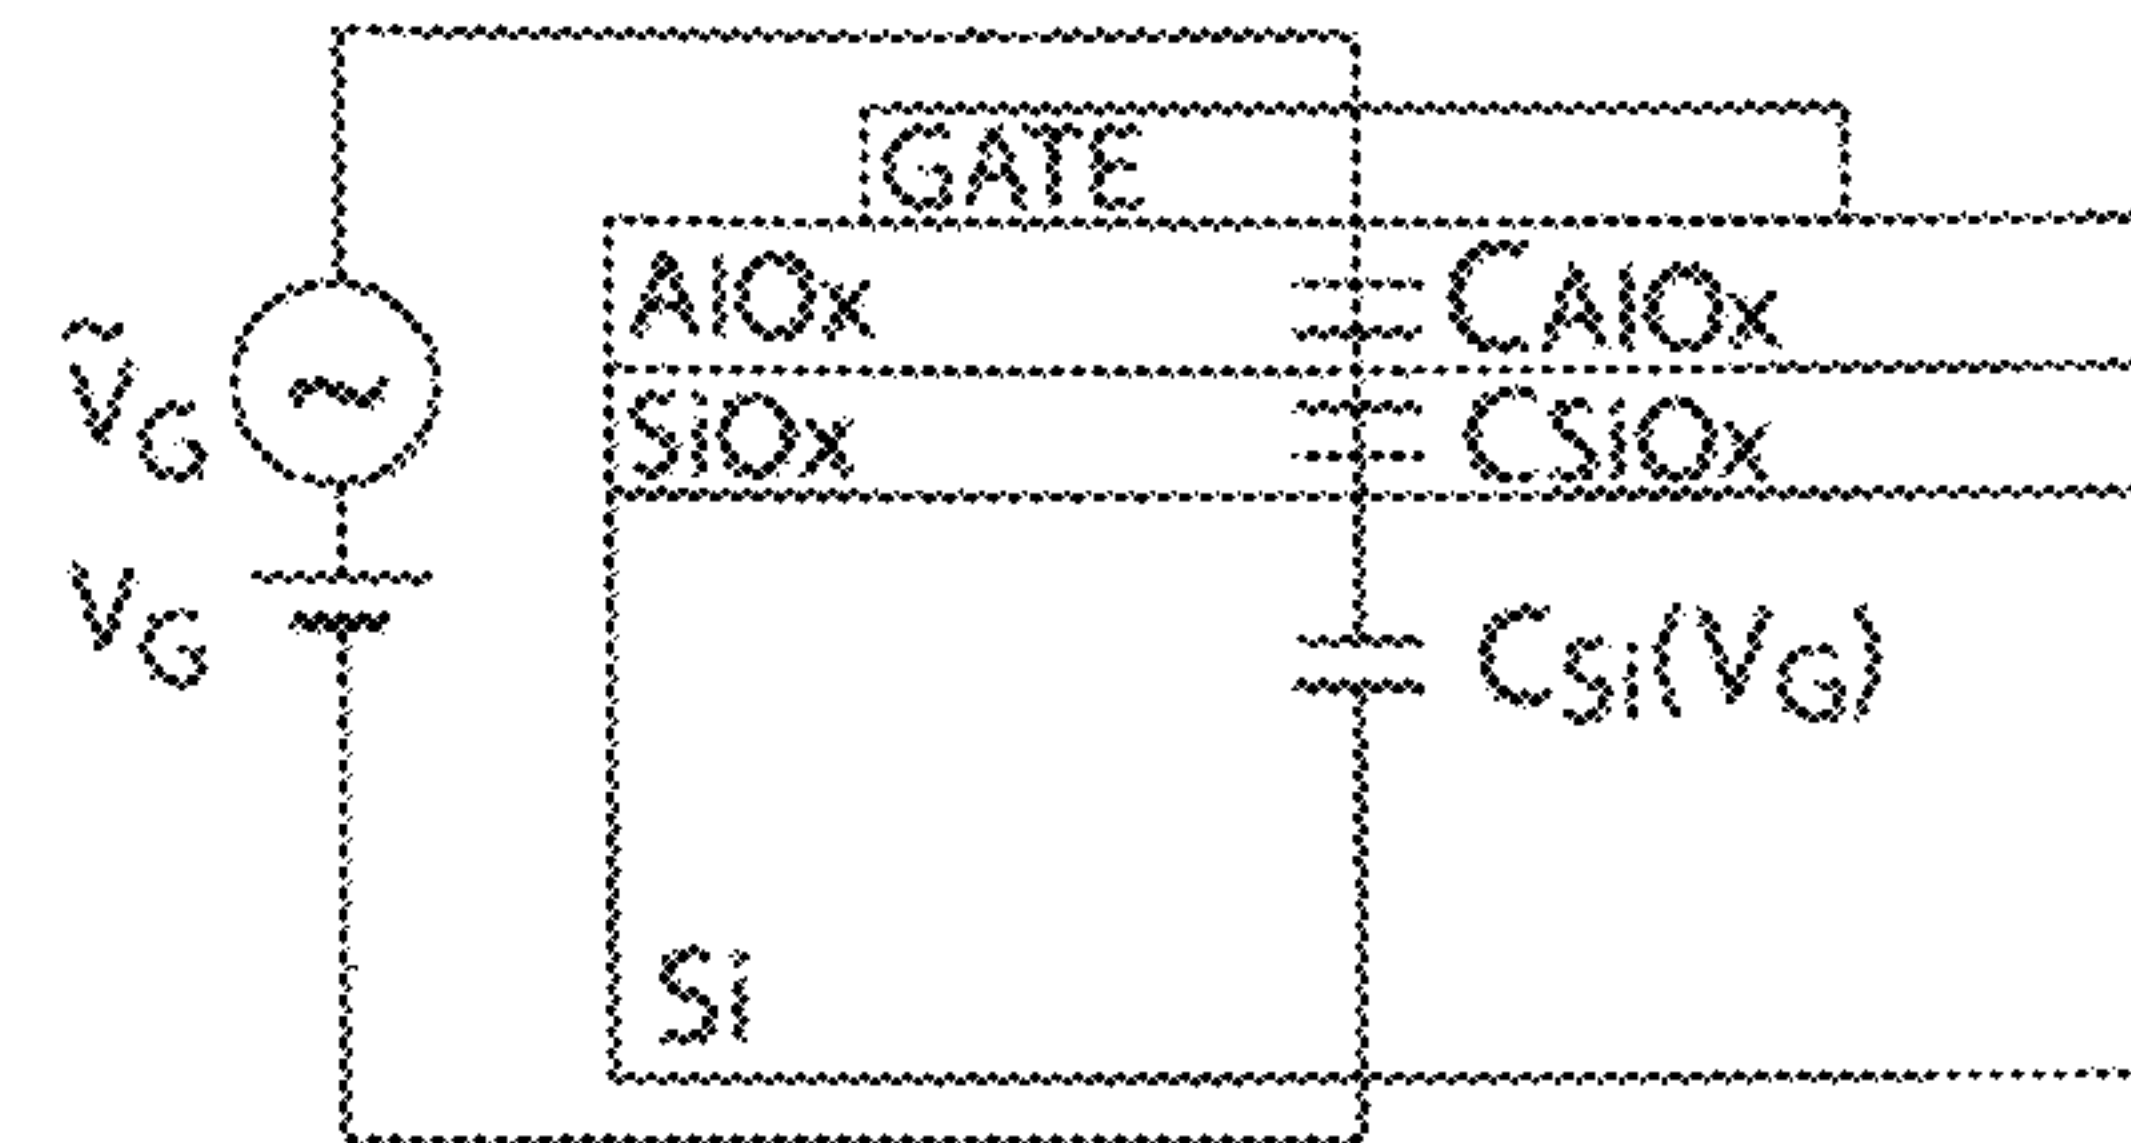 GATE
AlOx CAlOx
SiOx CSiOx
~
ṼG
VG CSi(VG)
Si